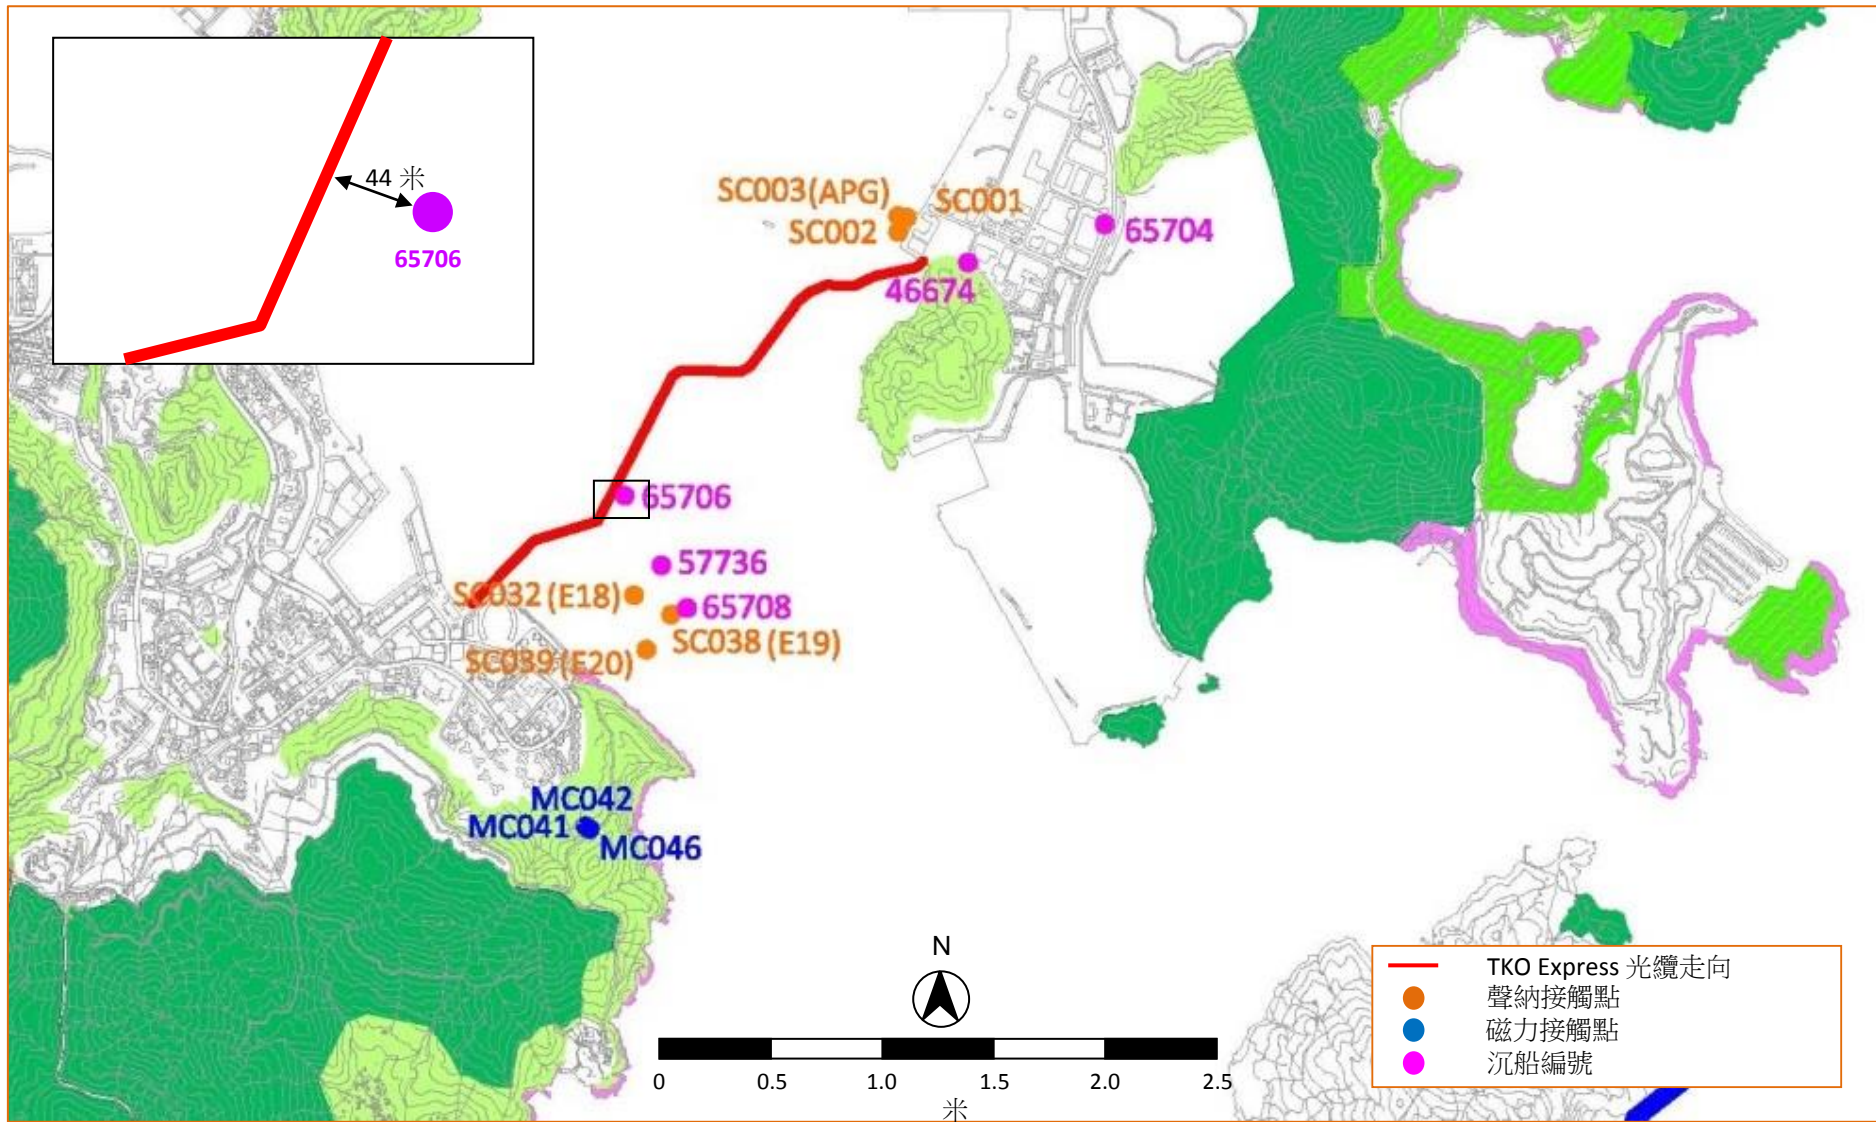 44 米
65706
SC003(APG)
SC001
SC002
65704
46674
65706
57736
SC032 (E18)
65708
SC038 (E19)
SC039(E20)
MC042
MC041
MC046
N
0 0.5 1.0 1.5 2.0 2.5
米
TKO Express 光纜走向
聲納接觸點
磁力接觸點
沉船編號